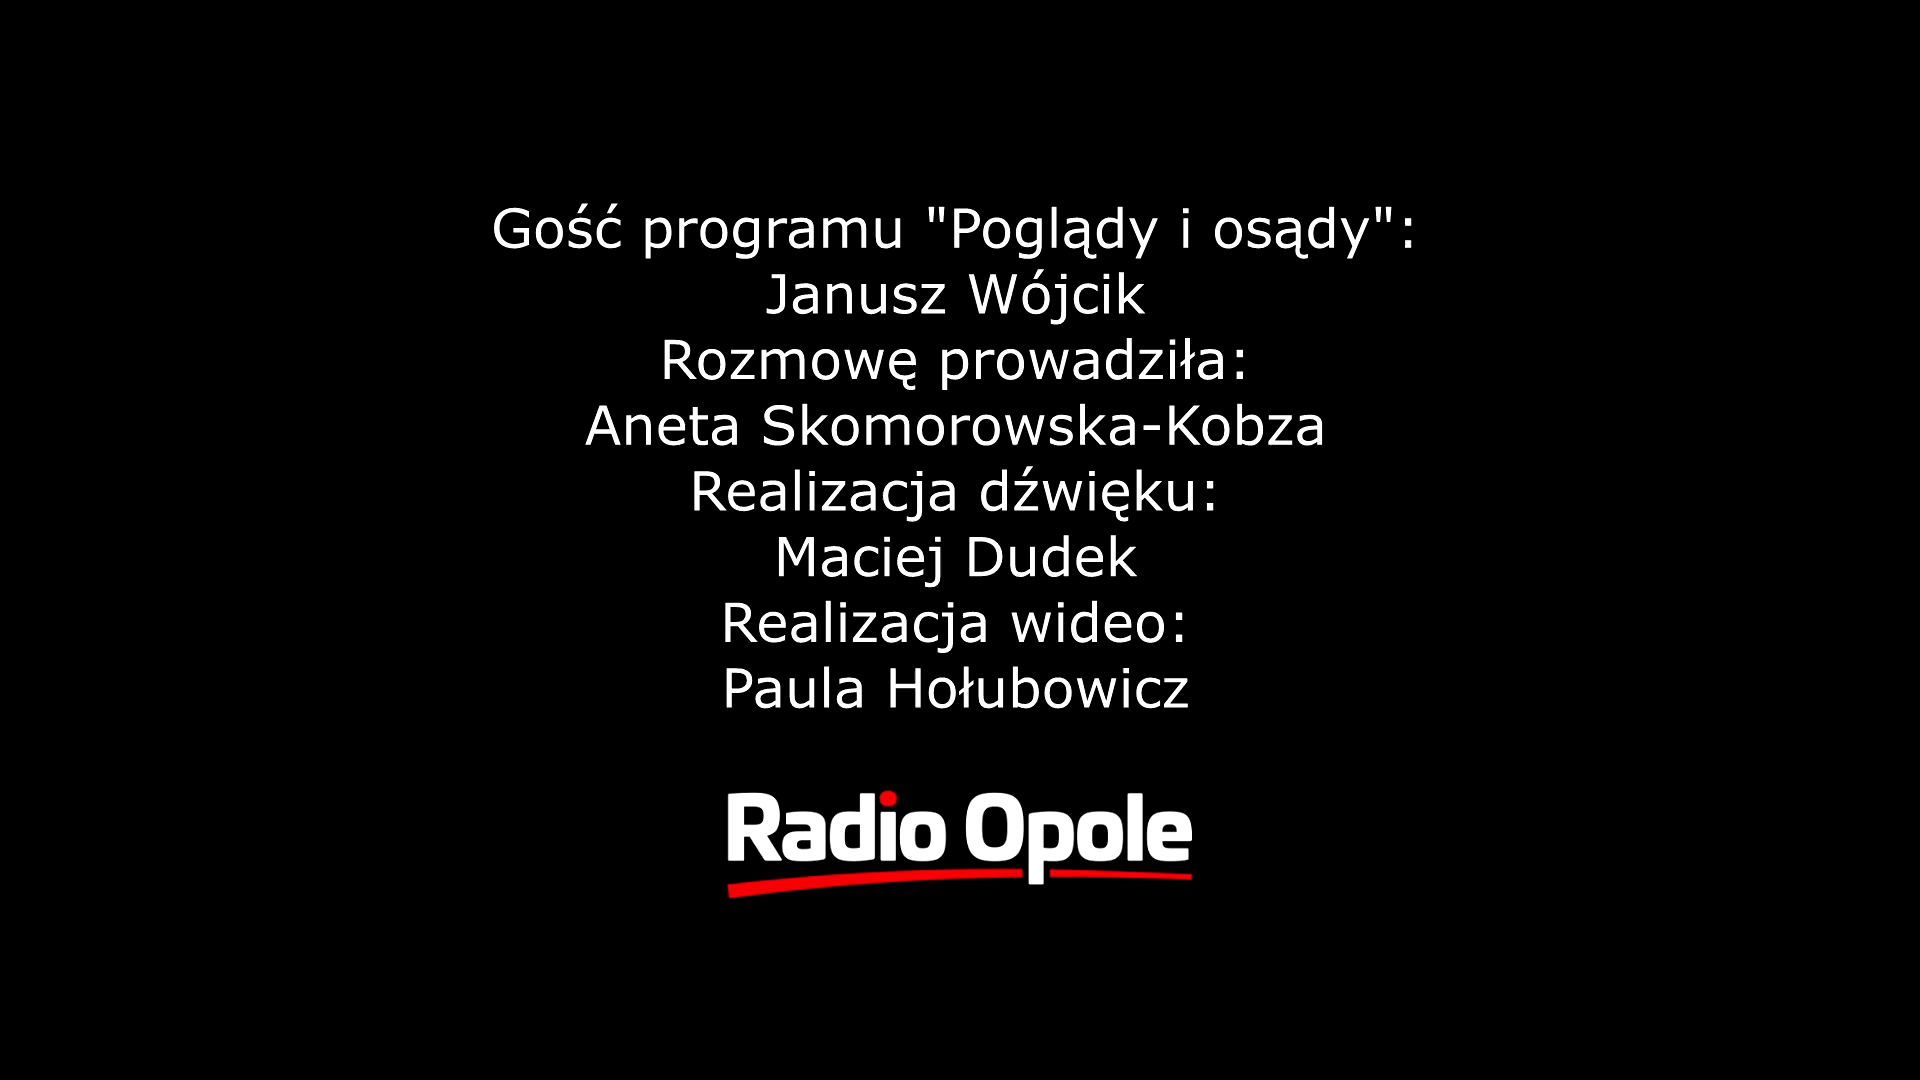 Gość programu "Poglądy i osądy":
Janusz Wójcik
Rozmowę prowadziła:
Aneta Skomorowska-Kobza
Realizacja dźwięku:
Maciej Dudek
Realizacja wideo:
Paula Hołubowicz
Radio Opole